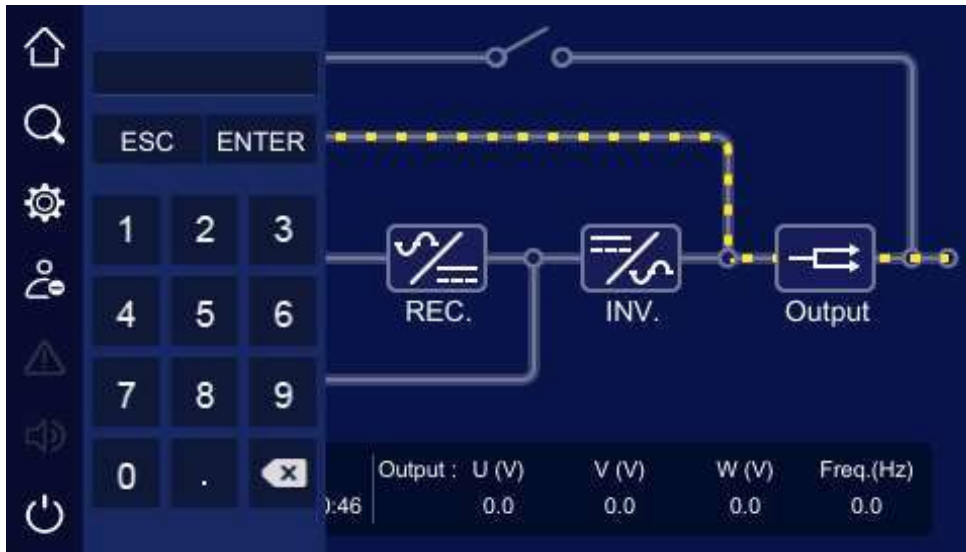 ESC ENTER
1 2 3
4 5 6
7 8 9
0 .
REC. INV. Output
Output : U (V) V (V) W (V) Freq.(Hz)
:46 0.0 0.0 0.0 0.0